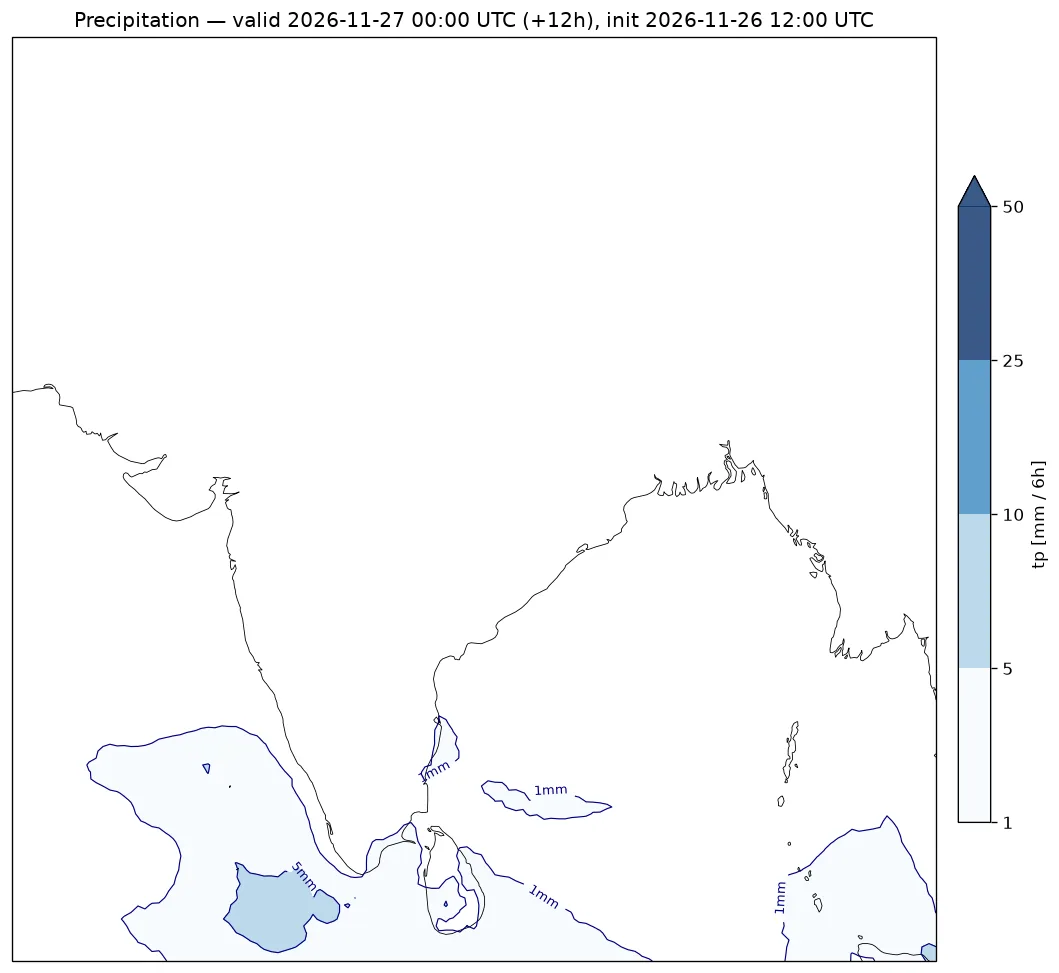 Precipitation — valid 2026-11-27 00:00 UTC (+12h), init 2026-11-26 12:00 UTC
50
25
10
5
1
tp [mm / 6h]
1mm
1mm
5mm
1mm
1mm